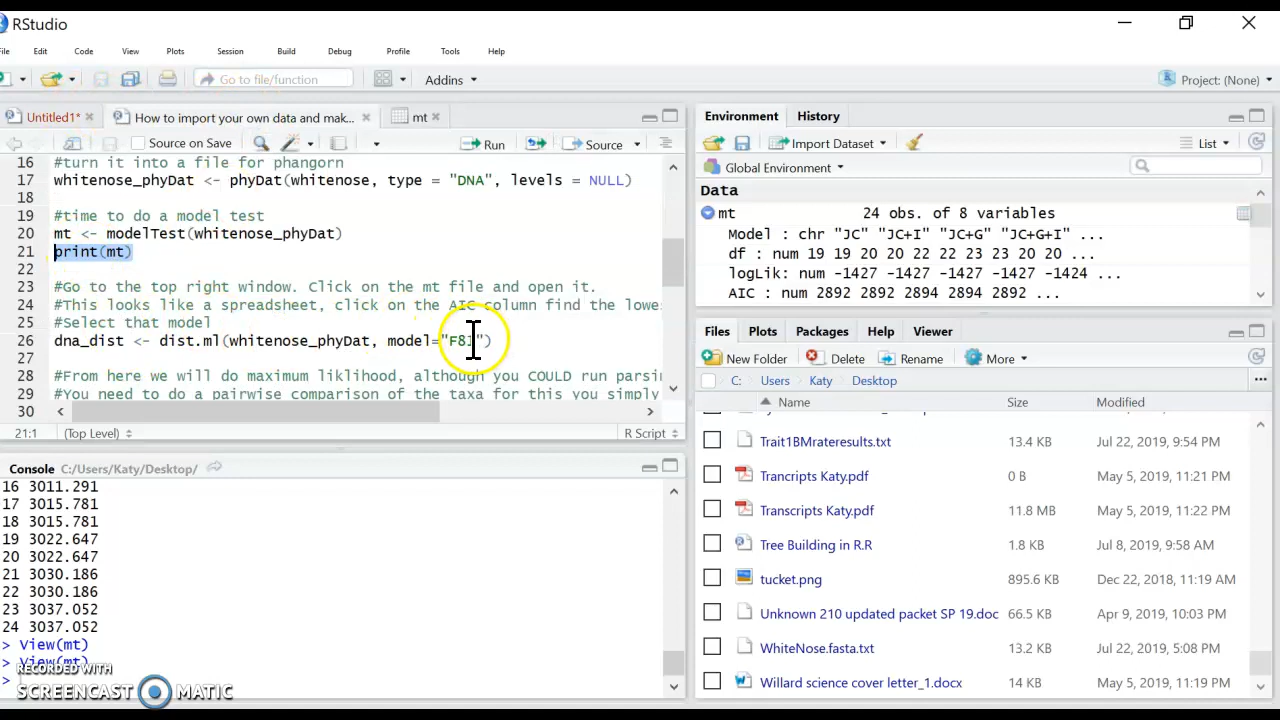 RStudio
File Edit Code View Plots Session Build Debug Profile Tools Help
Go to file/function Addins Project: (None)
Untitled1* How to import your own data and mak... mt
Source on Save Run Source
16 #turn it into a file for phangorn
17 whitenose_phyDat <- phyDat(whitenose, type = "DNA", levels = NULL)
18
19 #time to do a model test
20 mt <- modelTest(whitenose_phyDat)
21 print(mt)
22
23 #Go to the top right window. Click on the mt file and open it.
24 #This looks like a spreadsheet, click on the AIC column find the lowe
25 #Select that model
26 dna_dist <- dist.ml(whitenose_phyDat, model="F81")
27
28 #From here we will do maximum liklihood, although you COULD run parsin
29 #You need to do a pairwise comparison of the taxa for this you simply
30
21:1 (Top Level) R Script
Console C:/Users/Katy/Desktop/
16 3011.291
17 3015.781
18 3015.781
19 3022.647
20 3022.647
21 3030.186
22 3030.186
23 3037.052
24 3037.052
> View(mt)
> View(mt)
>
RECORDED WITH
SCREENCAST MATIC
Environment History
Import Dataset List
Global Environment
Data
mt 24 obs. of 8 variables
Model : chr "JC" "JC+I" "JC+G" "JC+G+I" ...
df : num 19 19 20 20 22 22 23 23 20 20 ...
logLik: num -1427 -1427 -1427 -1424 ...
AIC : num 2892 2892 2894 2894 2892 ...
Files Plots Packages Help Viewer
New Folder Delete Rename More
C: Users Katy Desktop ...
Name Size Modified
Trait1BMrateresults.txt 13.4 KB Jul 22, 2019, 9:54 PM
Trancripts Katy.pdf 0 B May 5, 2019, 11:21 PM
Transcripts Katy.pdf 11.8 MB May 5, 2019, 11:22 PM
Tree Building in R.R 1.8 KB Jul 8, 2019, 9:58 AM
tucket.png 895.6 KB Dec 22, 2018, 11:19 AM
Unknown 210 updated packet SP 19.doc 66.5 KB Apr 9, 2019, 10:03 PM
WhiteNose.fasta.txt Jul 22, 2019, 5:08 PM
Willard science cover letter_1.docx 14 KB May 5, 2019, 11:19 PM